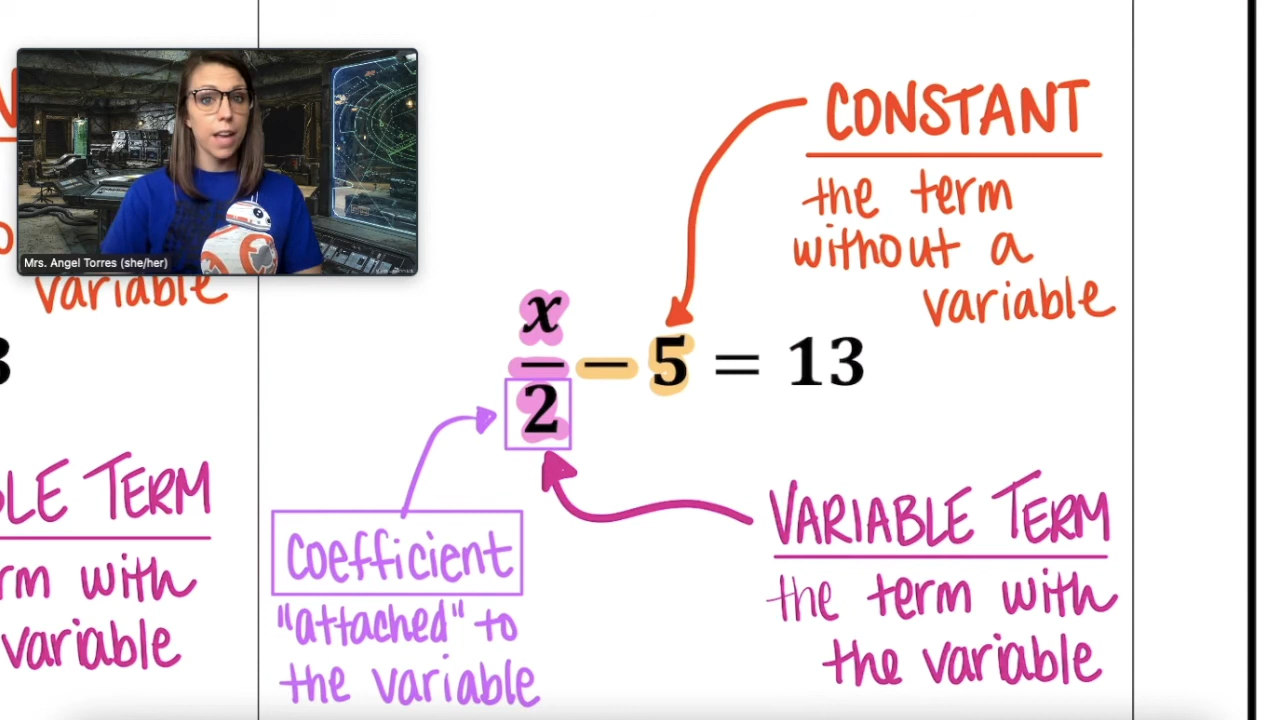 Mrs. Angel Torres (she/her)
variable
LE TERM
rm with
variable
CONSTANT
the term
without a
variable
x/2 − 5 = 13
Coefficient
"attached" to
the variable
VARIABLE TERM
the term with
the variable